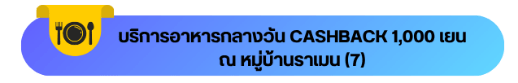 บริการอาหารกลางวัน CASHBACK 1,000 เยน
ณ หมู่บ้านราเมน (7)